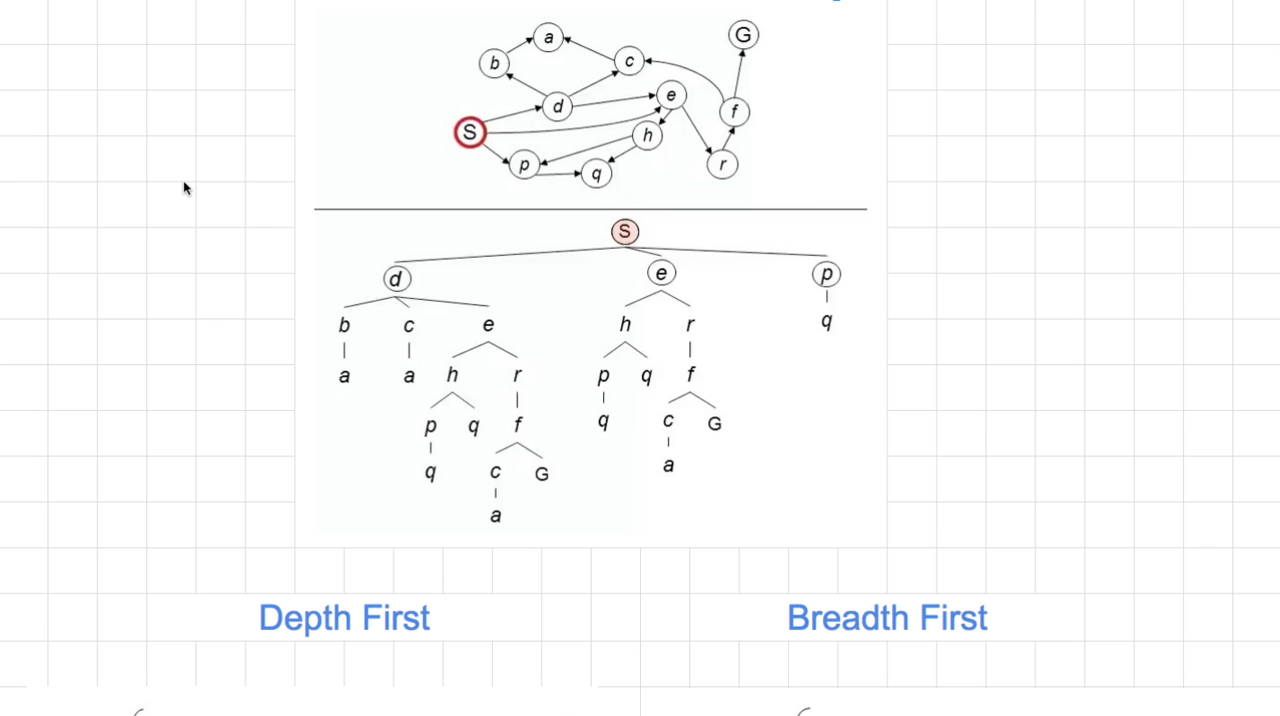 a
G
b
c
d
e
f
S
h
p
q
r
S
d
e
p
b c e h r q
a a h r p q f
p q f q c G
q c G a
a
Depth First Breadth First